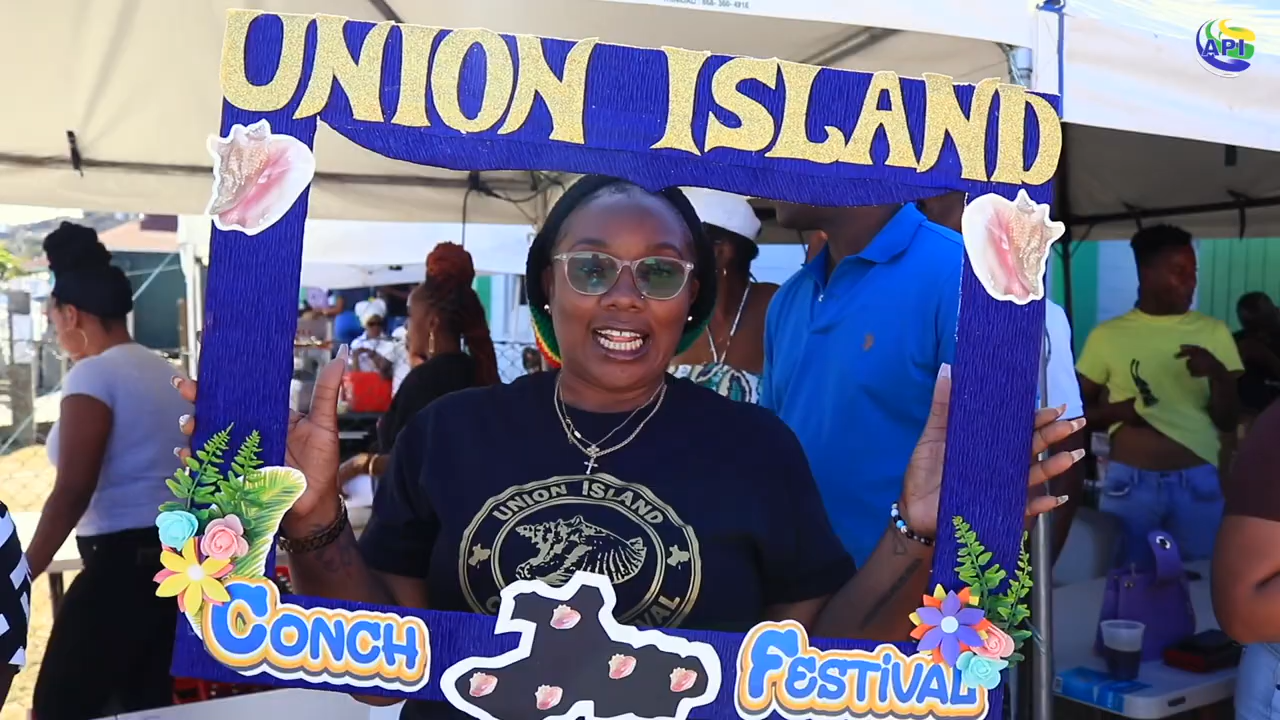 API
UNION ISLAND
UNION ISLAND
CONCH
FESTIVAL